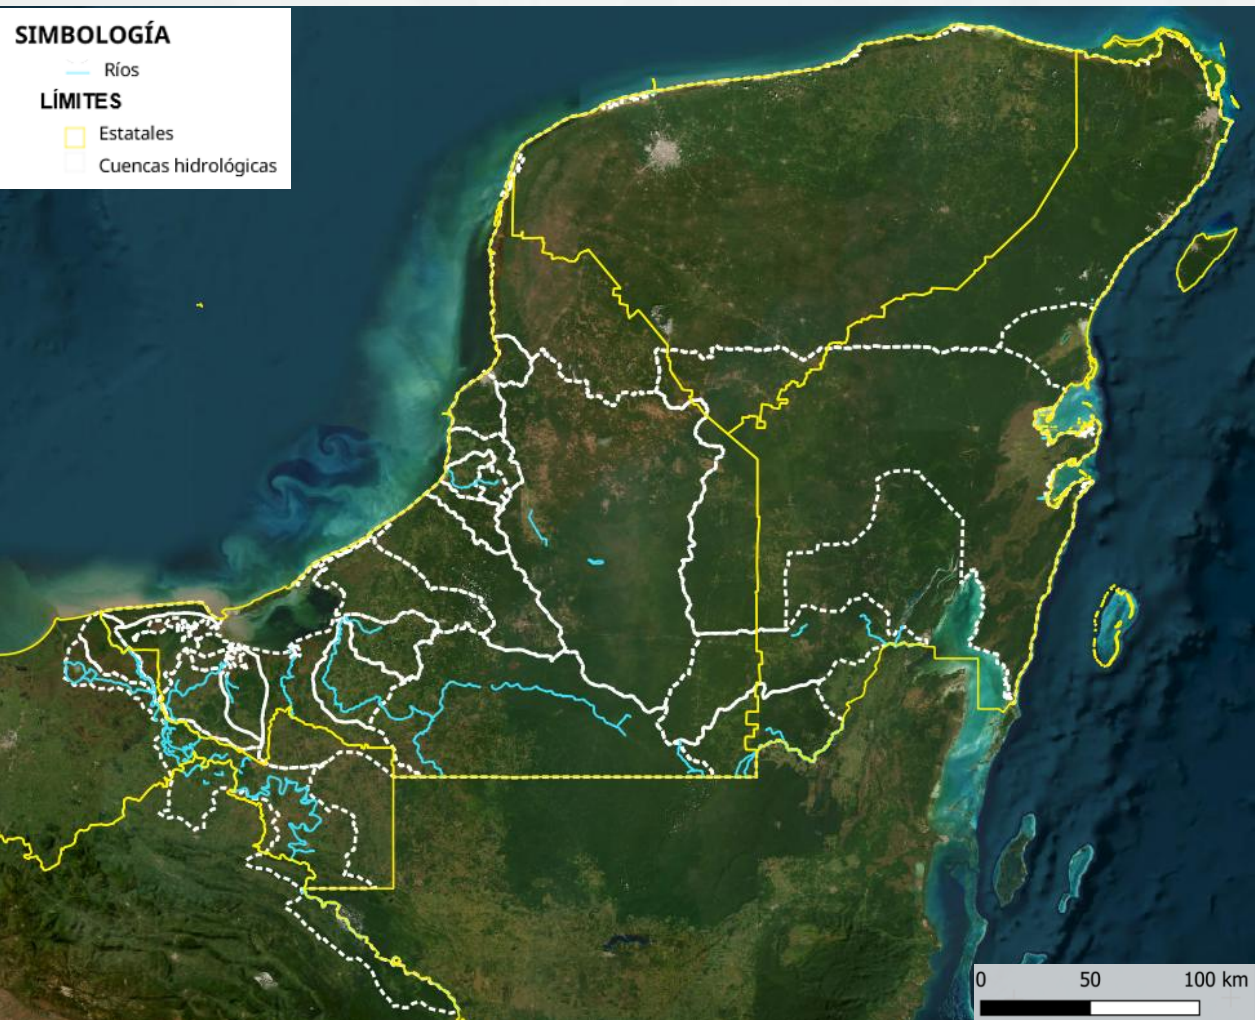 SIMBOLOGÍA
Ríos
LÍMITES
Estatales
Cuencas hidrológicas
0 50 100 km